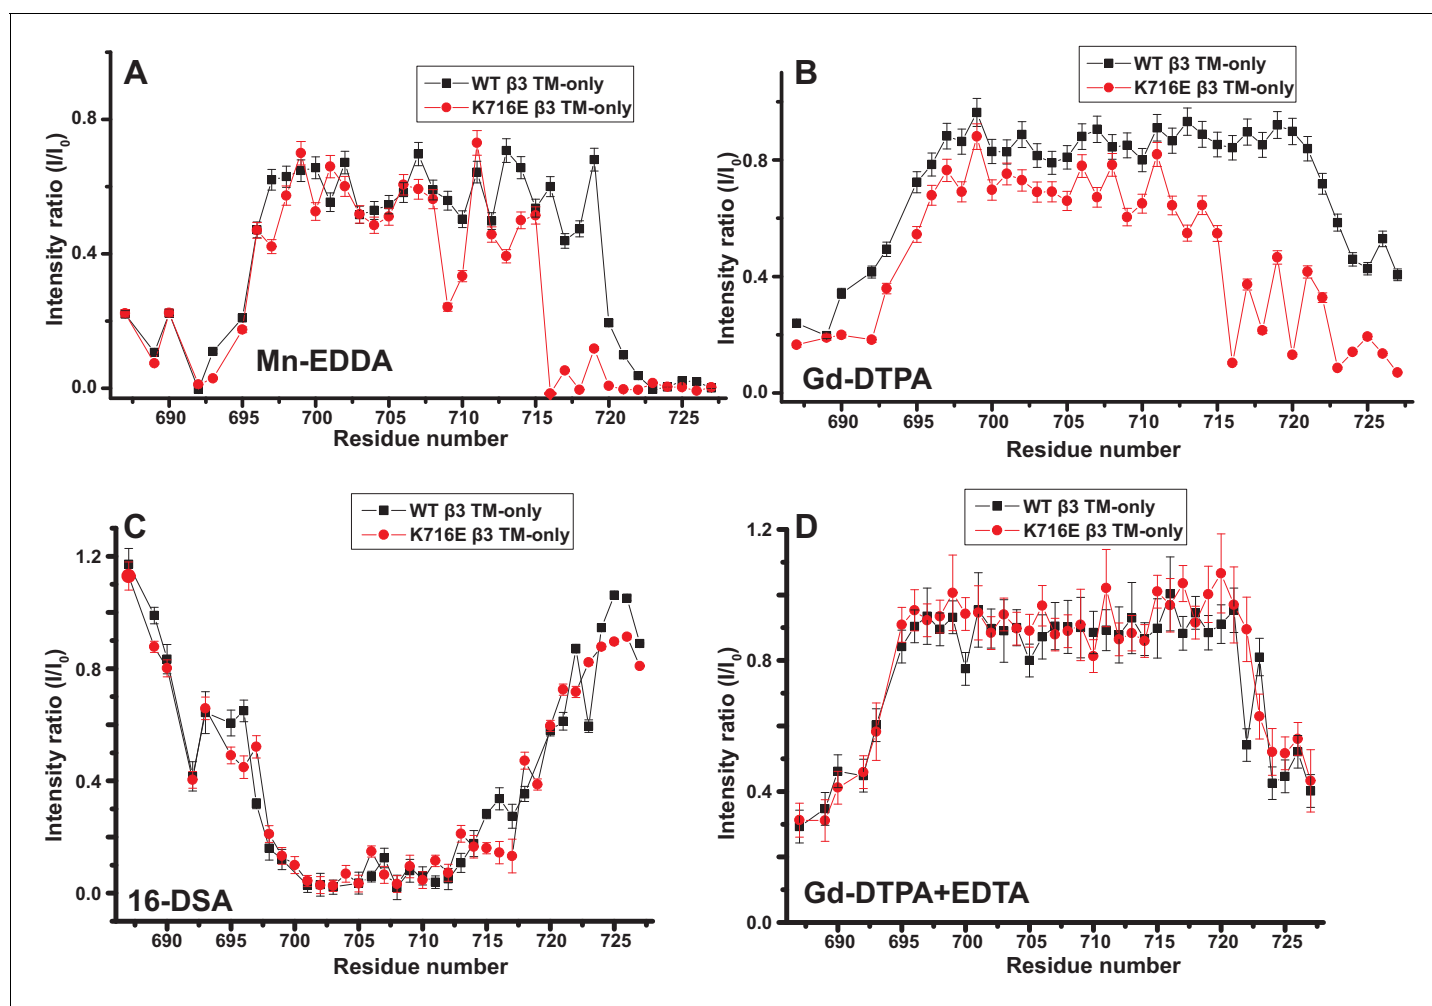 A
WT β3 TM-only
K716E β3 TM-only
Intensity ratio (I/I0)
0.8
0.4
0.0
Mn-EDDA
690 695 700 705 710 715 720 725
Residue number
B
WT β3 TM-only
K716E β3 TM-only
Intensity ratio (I/I0)
0.8
0.4
0.0
Gd-DTPA
690 695 700 705 710 715 720 725
Residue number
C
WT β3 TM-only
K716E β3 TM-only
Intensity ratio (I/I0)
1.2
0.8
0.4
0.0
16-DSA
690 695 700 705 710 715 720 725
Residue number
D
WT β3 TM-only
K716E β3 TM-only
Intensity ratio (I/I0)
1.2
0.8
0.4
0.0
Gd-DTPA+EDTA
690 695 700 705 710 715 720 725
Residue number